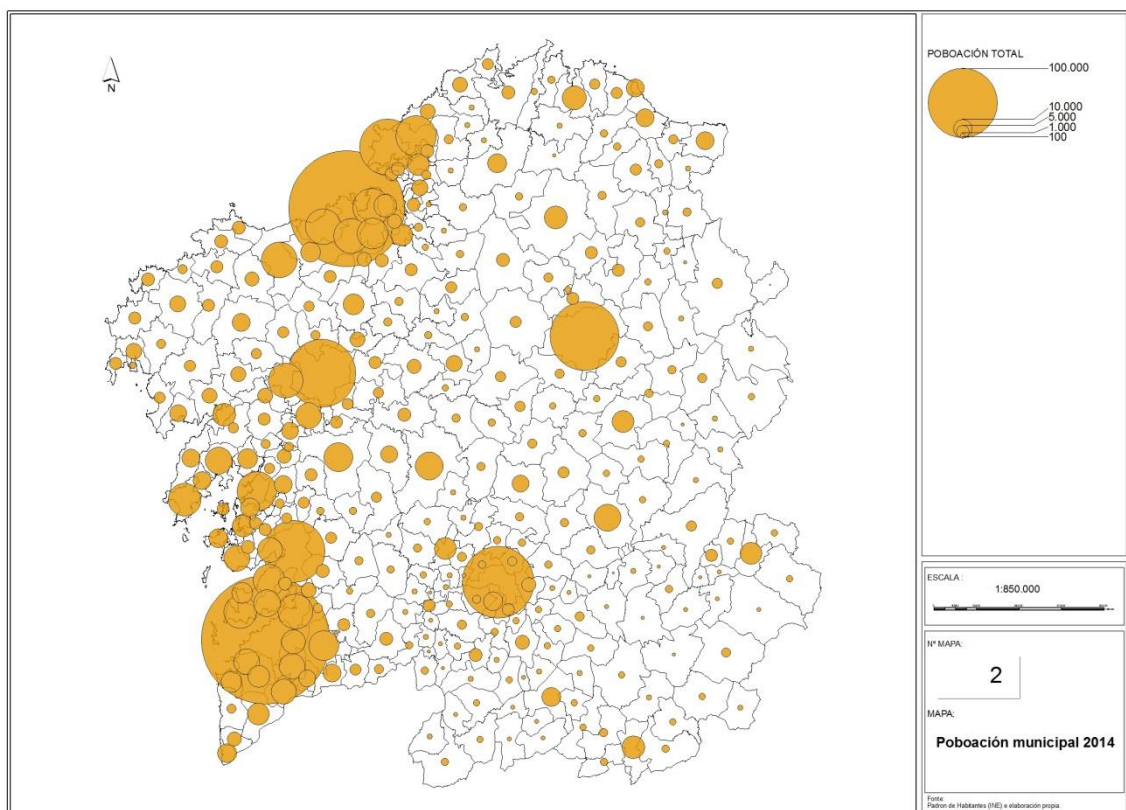 N
POBOACIÓN TOTAL
100.000
10.000
5.000
1.000
100
ESCALA :
1:850.000
Nº MAPA:
2
MAPA:
Poboación municipal 2014
Fonte:
Padron de Habitantes (INE) e elaboración propia.